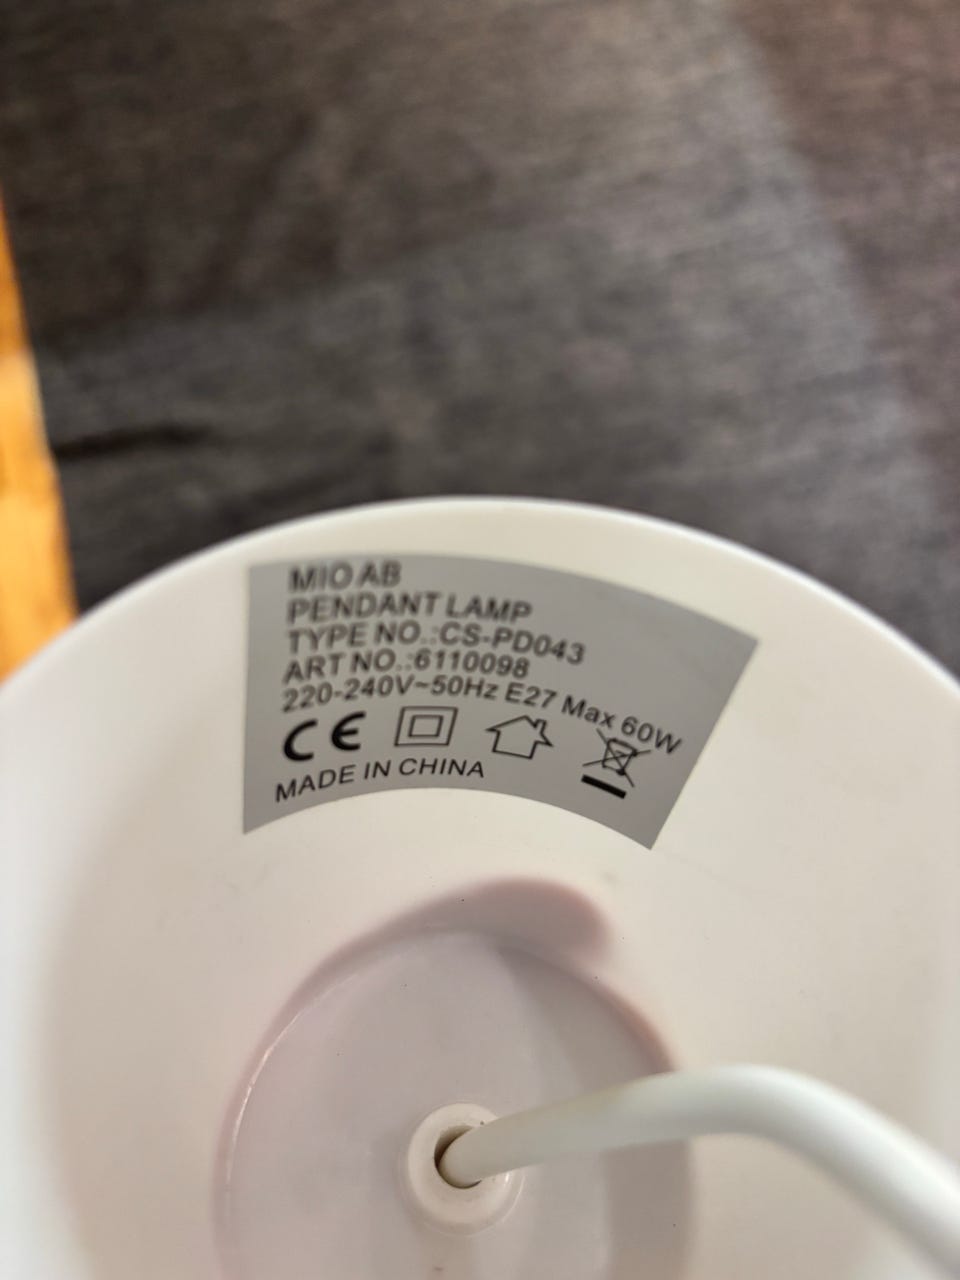 MIO AB
PENDANT LAMP
TYPE NO.:CS-PD043
ART NO.:6110098
220-240V~50Hz E27 Max 60W
CE
MADE IN CHINA